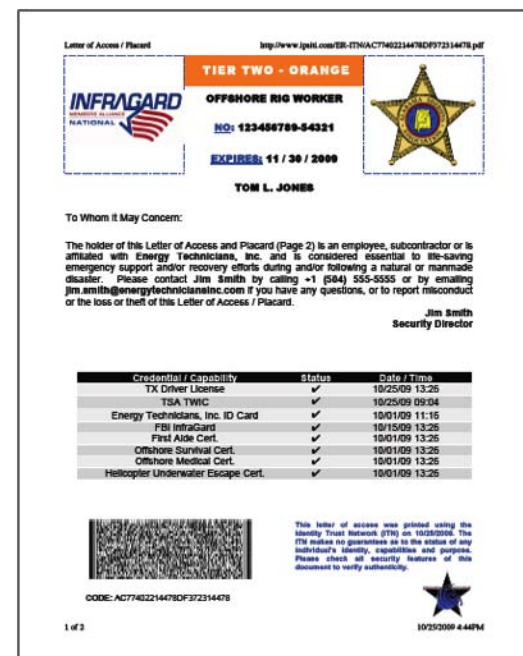 Letter of Access / Placard
http://www.ipsiti.com/ER-ITN/AC77402214478DF372314478.pdf
TIER TWO - ORANGE
INFRAGARD
MEMBERS ALLIANCE
NATIONAL
OFFSHORE RIG WORKER
NO: 123456789-54321
EXPIRES: 11 / 30 / 2009
TOM L. JONES
To Whom It May Concern:
The holder of this Letter of Access and Placard (Page 2) is an employee, subcontractor or is
affiliated with Energy Technicians, Inc. and is considered essential to life-saving
emergency support and/or recovery efforts during and/or following a natural or manmade
disaster. Please contact Jim Smith by calling +1 (504) 555-5555 or by emailing
jim.smith@energytechniciansinc.com if you have any questions, or to report misconduct
or the loss or theft of this Letter of Access / Placard.
Jim Smith
Security Director
Credential / Capability Status Date / Time
TX Driver License ✔ 10/25/09 13:26
TSA TWIC ✔ 10/25/09 09:04
Energy Technicians, Inc. ID Card ✔ 10/01/09 11:16
FBI InfraGard ✔ 10/15/09 13:26
First Aide Cert. ✔ 10/01/09 13:26
Offshore Survival Cert. ✔ 10/01/09 13:26
Offshore Medical Cert. ✔ 10/01/09 13:26
Helicopter Underwater Escape Cert. ✔ 10/01/09 13:26
This letter of access was printed using the
Identity Trust Network (ITN) on 10/25/2009. The
ITN makes no guarantee as to the status of any
individual's identity, capabilities and purpose.
Please check all security features of this
document to verify authenticity.
CODE: AC77402214478DF372314478
1 of 2
10/25/2009 4:44PM